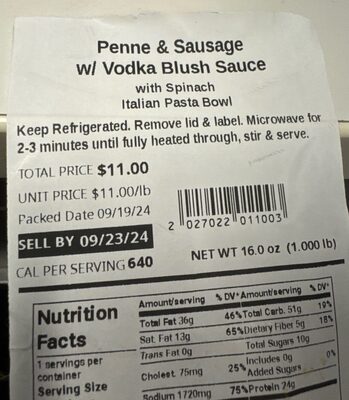 Penne & Sausage
w/ Vodka Blush Sauce
with Spinach
Italian Pasta Bowl
Keep Refrigerated. Remove lid & label. Microwave for
2-3 minutes until fully heated through, stir & serve.
TOTAL PRICE $11.00
UNIT PRICE $11.00/lb
Packed Date 09/19/24
SELL BY 09/23/24
CAL PER SERVING 640
2 027022 011003
NET WT 16.0 oz (1.000 lb)
Nutrition
Facts
1 servings per
container
Serving Size
Amount/serving % DV* Amount/serving % DV*
Total Fat 36g 46% Total Carb. 51g 19%
Sat. Fat 13g 65% Dietary Fiber 5g 18%
Trans Fat 0g Total Sugars 10g
Cholest. 75mg 25% Includes 0g
Added Sugars 0%
Sodium 1720mg 75% Protein 24g